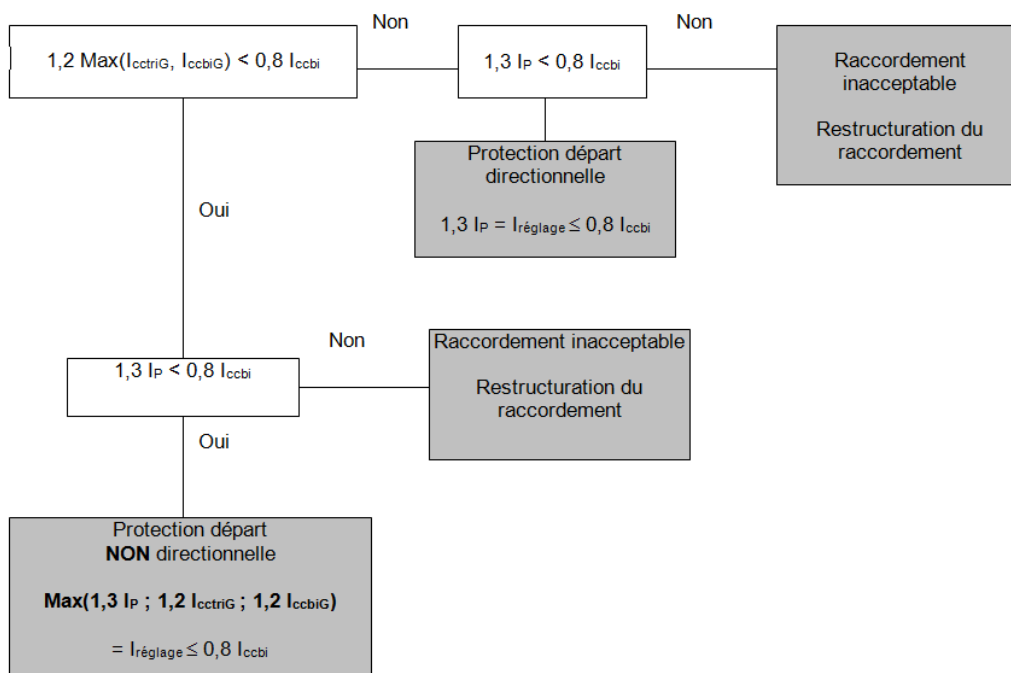 Non
Non
1,2 Max(IcctriG, IccbiG) < 0,8 Iccbi
1,3 IP < 0,8 Iccbi
Raccordement
inacceptable
Restructuration du
raccordement
Protection départ
directionnelle
1,3 IP = Iréglage ≤ 0,8 Iccbi
Oui
Non
1,3 IP < 0,8 Iccbi
Raccordement inacceptable
Restructuration du
raccordement
Oui
Protection départ
NON directionnelle
Max(1,3 IP ; 1,2 IcctriG ; 1,2 IccbiG)
= Iréglage ≤ 0,8 Iccbi